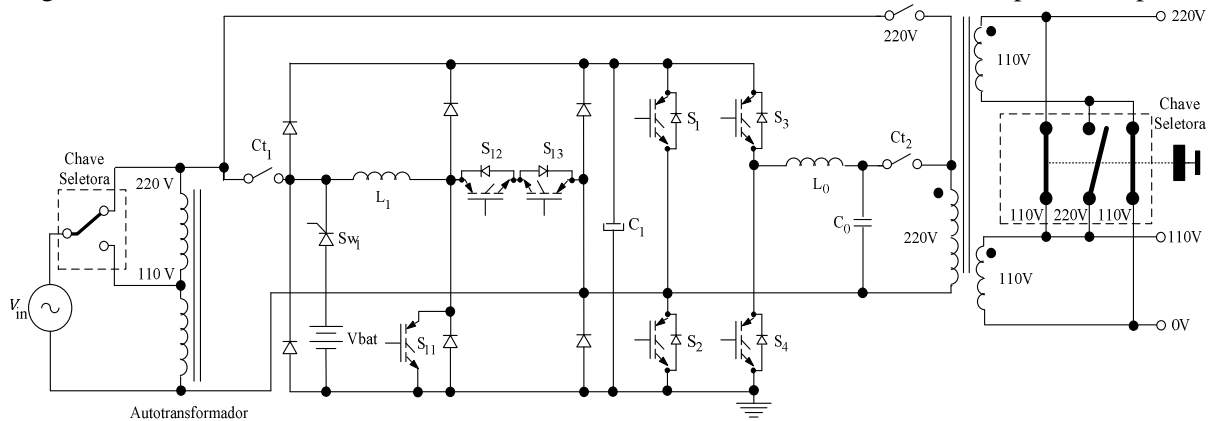 220V
220V
110V
Chave
Seletora
Ct1
S12
S13
S1
S3
Ct2
Chave
Seletora
220 V
L1
L0
110V
220V
110V
Sw1
C1
C0
220V
110V
110 V
110V
Vin
Vbat
S11
S2
S4
0V
Autotransformador